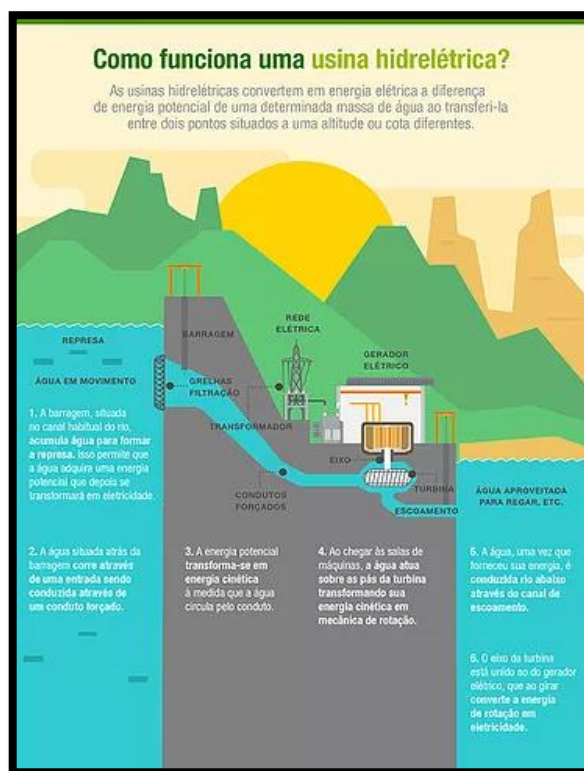 Como funciona uma usina hidrelétrica?
As usinas hidrelétricas convertem em energia elétrica a diferença
de energia potencial de uma determinada massa de água ao transferi-la
entre dois pontos situados a uma altitude ou cota diferentes.
REPRESA
BARRAGEM
REDE
ELÉTRICA
GERADOR
ELÉTRICO
ÁGUA EM MOVIMENTO
GRELHAS
FILTRAÇÃO
TRANSFORMADOR
EIXO
TURBINA
CONDUTOS
FORÇADOS
ESCOAMENTO
ÁGUA APROVEITADA
PARA REGAR, ETC.
1. A barragem, situada
no canal habitual do rio,
acumula água para formar
a represa. Isso permite que
a água adquira uma energia
potencial que depois se
transformará em eletricidade.
2. A água situada atrás da
barragem corre através
de uma entrada sendo
conduzida através de
um conduto forçado.
3. A energia potencial
transforma-se em
energia cinética
à medida que a água
circula pelo conduto.
4. Ao chegar às salas de
máquinas, a água atua
sobre as pás da turbina
transformando sua
energia cinética em
mecânica de rotação.
5. A água, uma vez que
forneceu sua energia, é
conduzida rio abaixo
através do canal de
escoamento.
6. O eixo da turbina
está unido ao do gerador
elétrico, que ao girar
converte a energia
de rotação em
eletricidade.